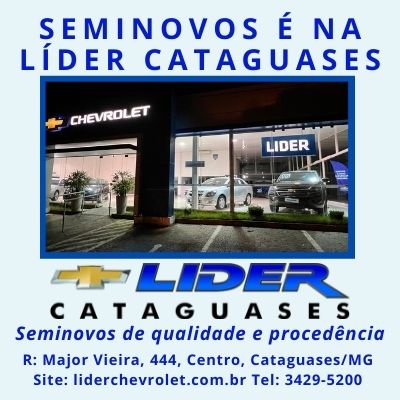 SEMINOVOS É NA
LÍDER CATAGUASES
CHEVROLET
LIDER
LIDER
CATAGUASES
Seminovos de qualidade e procedência
R: Major Vieira, 444, Centro, Cataguases/MG
Site: liderchevrolet.com.br Tel: 3429-5200